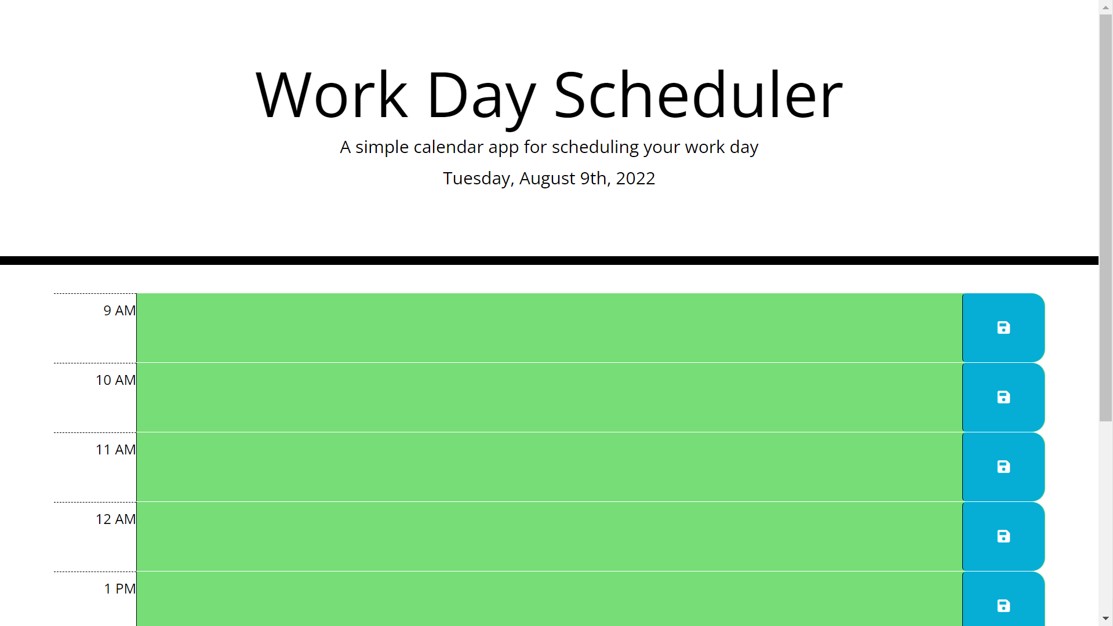 Work Day Scheduler
A simple calendar app for scheduling your work day
Tuesday, August 9th, 2022
9 AM
10 AM
11 AM
12 AM
1 PM